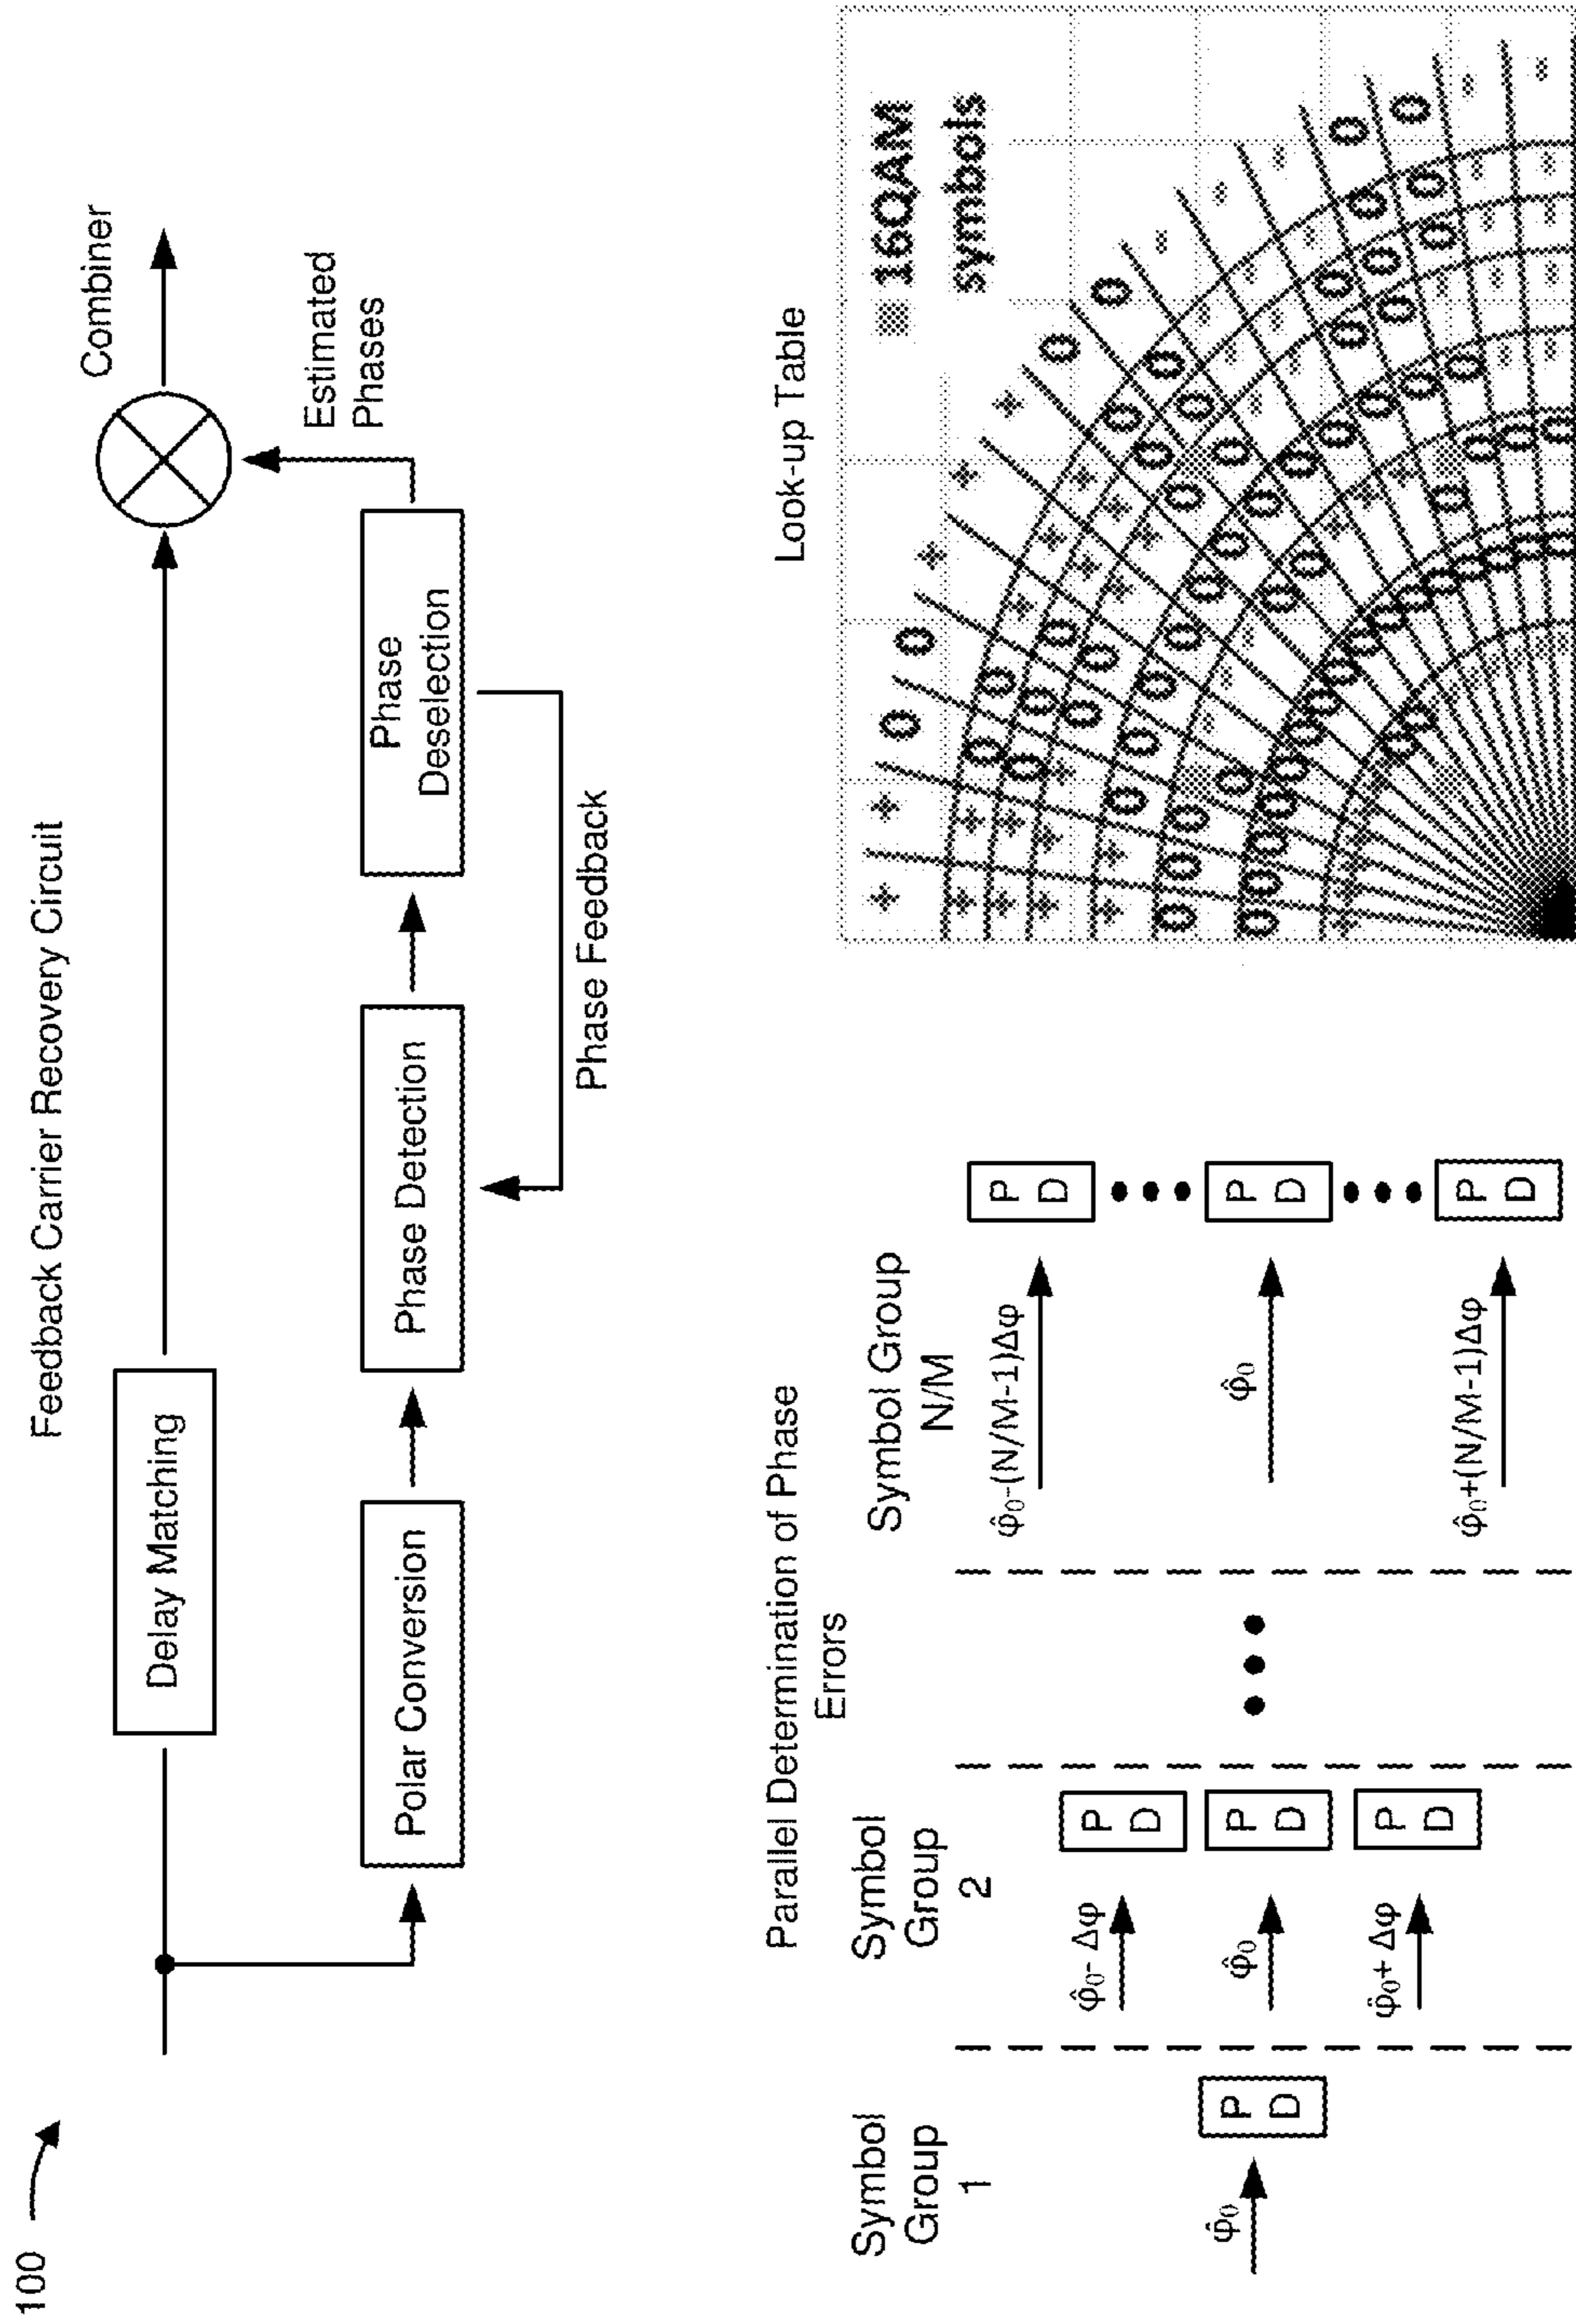 100
Feedback Carrier Recovery Circuit
Delay Matching
Combiner
Estimated
Phases
Polar Conversion
Phase Detection
Phase
Deselection
Phase Feedback
Parallel Determination of Phase
Errors
Symbol
Group
1
φ̂₀
P
D
Symbol
Group
2
φ̂₀- Δφ
P
D
φ̂₀
P
D
φ̂₀+ Δφ
P
D
Symbol Group
N/M
φ̂₀-(N/M-1)Δφ
P
D
φ̂₀
P
D
φ̂₀+(N/M-1)Δφ
P
D
Look-up Table
16QAM
symbols